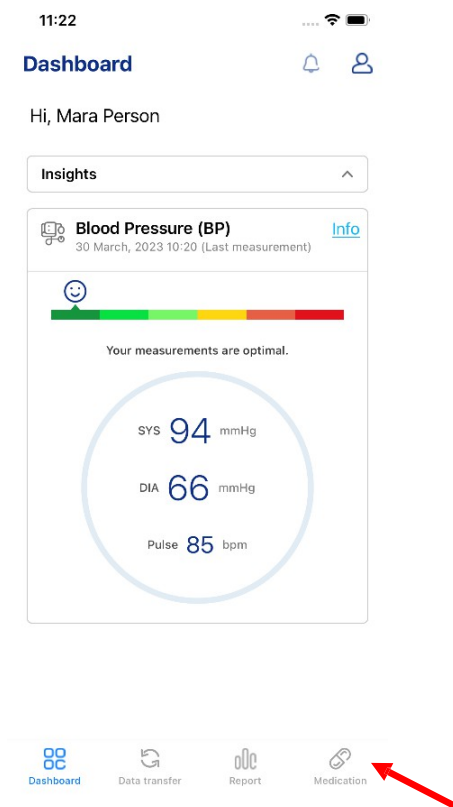 11:22
Dashboard
Hi, Mara Person
Insights
Blood Pressure (BP) Info
30 March, 2023 10:20 (Last measurement)
Your measurements are optimal.
SYS 94 mmHg
DIA 66 mmHg
Pulse 85 bpm
Dashboard Data transfer Report Medication